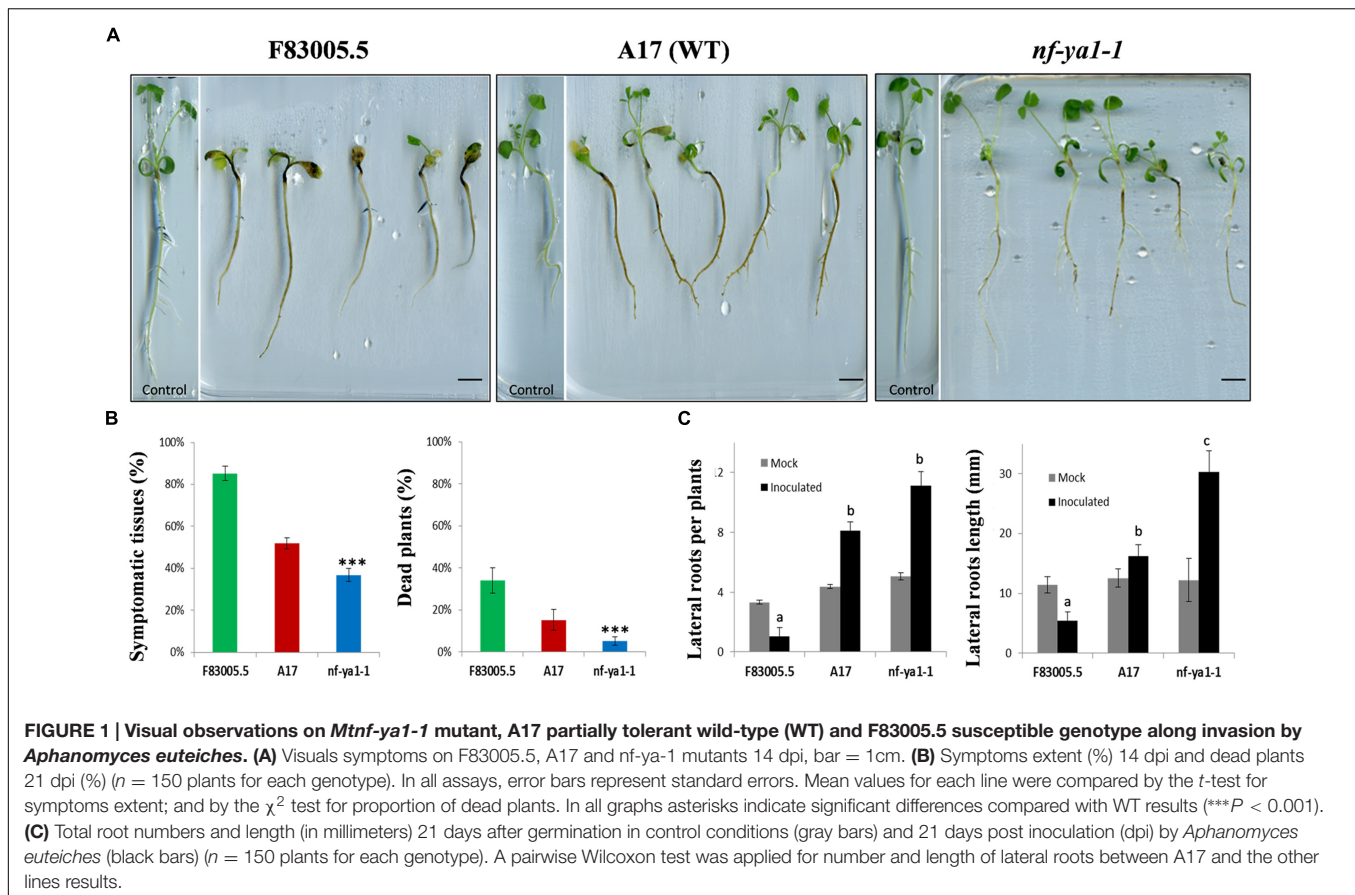 A
F83005.5
A17 (WT)
nf-ya1-1
Control
Control
Control
B
Symptomatic tissues (%)
100%
80%
60%
40%
20%
0%
***
F83005.5 A17 nf-ya1-1
Dead plants (%)
100%
80%
60%
40%
20%
0%
***
F83005.5 A17 nf-ya1-1
C
Lateral roots per plants
12
8
4
0
Mock
Inoculated
a
b
b
F83005.5 A17 nf-ya1-1
Lateral roots length (mm)
30
20
10
0
Mock
Inoculated
a
b
c
F83005.5 A17 nf-ya1-1
FIGURE 1 | Visual observations on Mtnf-ya1-1 mutant, A17 partially tolerant wild-type (WT) and F83005.5 susceptible genotype along invasion by
Aphanomyces euteiches. (A) Visuals symptoms on F83005.5, A17 and nf-ya-1 mutants 14 dpi, bar = 1cm. (B) Symptoms extent (%) 14 dpi and dead plants
21 dpi (%) (n = 150 plants for each genotype). In all assays, error bars represent standard errors. Mean values for each line were compared by the t-test for
symptoms extent; and by the χ² test for proportion of dead plants. In all graphs asterisks indicate significant differences compared with WT results (***P < 0.001).
(C) Total root numbers and length (in millimeters) 21 days after germination in control conditions (gray bars) and 21 days post inoculation (dpi) by Aphanomyces
euteiches (black bars) (n = 150 plants for each genotype). A pairwise Wilcoxon test was applied for number and length of lateral roots between A17 and the other
lines results.